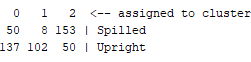 0 1 2 <-- assigned to cluster
50 8 153 | Spilled
137 102 50 | Upright